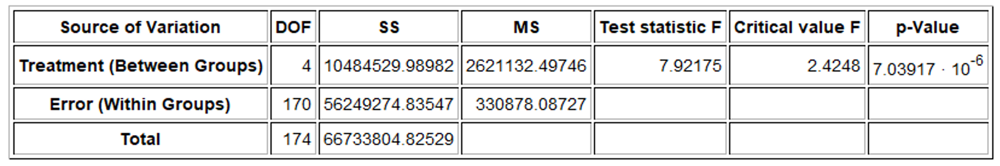 Source of Variation DOF SS MS Test statistic F Critical value F p-Value
Treatment (Between Groups) 4 10484529.98982 2621132.49746 7.92175 2.4248 7.03917 · 10^-6
Error (Within Groups) 170 56249274.83547 330878.08727
Total 174 66733804.82529